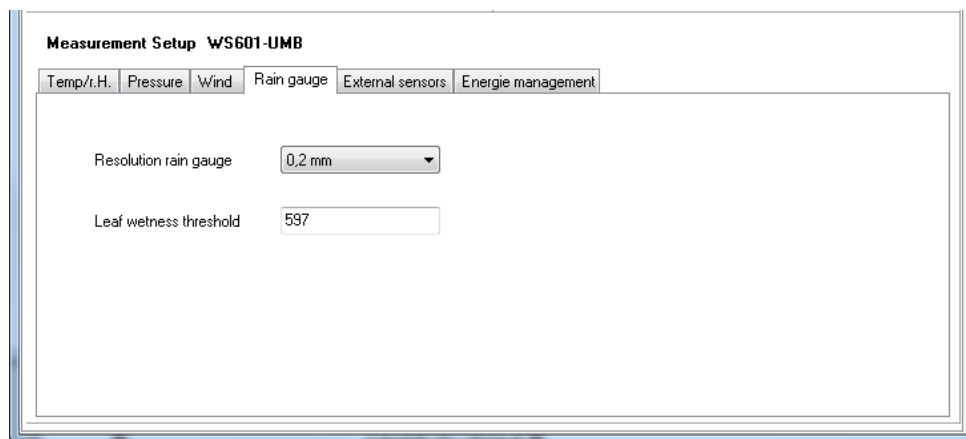 Measurement Setup WS601-UMB
Temp/r.H. Pressure Wind Rain gauge External sensors Energie management
Resolution rain gauge 0,2 mm
Leaf wetness threshold 597